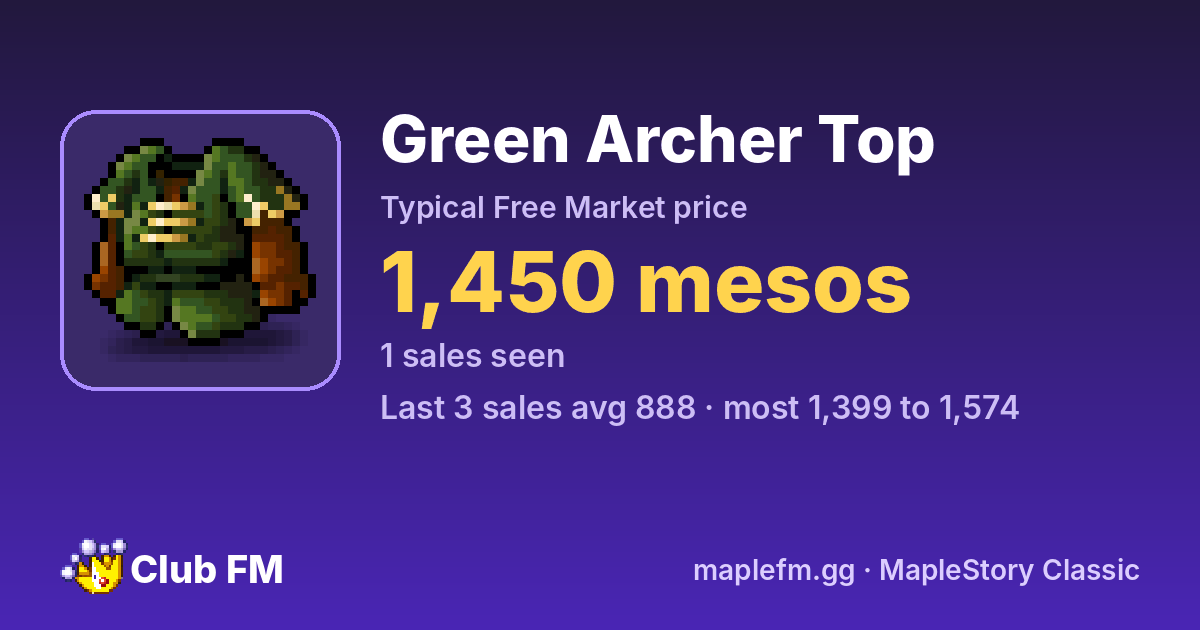 Green Archer Top
Typical Free Market price
1,450 mesos
1 sales seen
Last 3 sales avg 888 · most 1,399 to 1,574
Club FM
maplefm.gg · MapleStory Classic